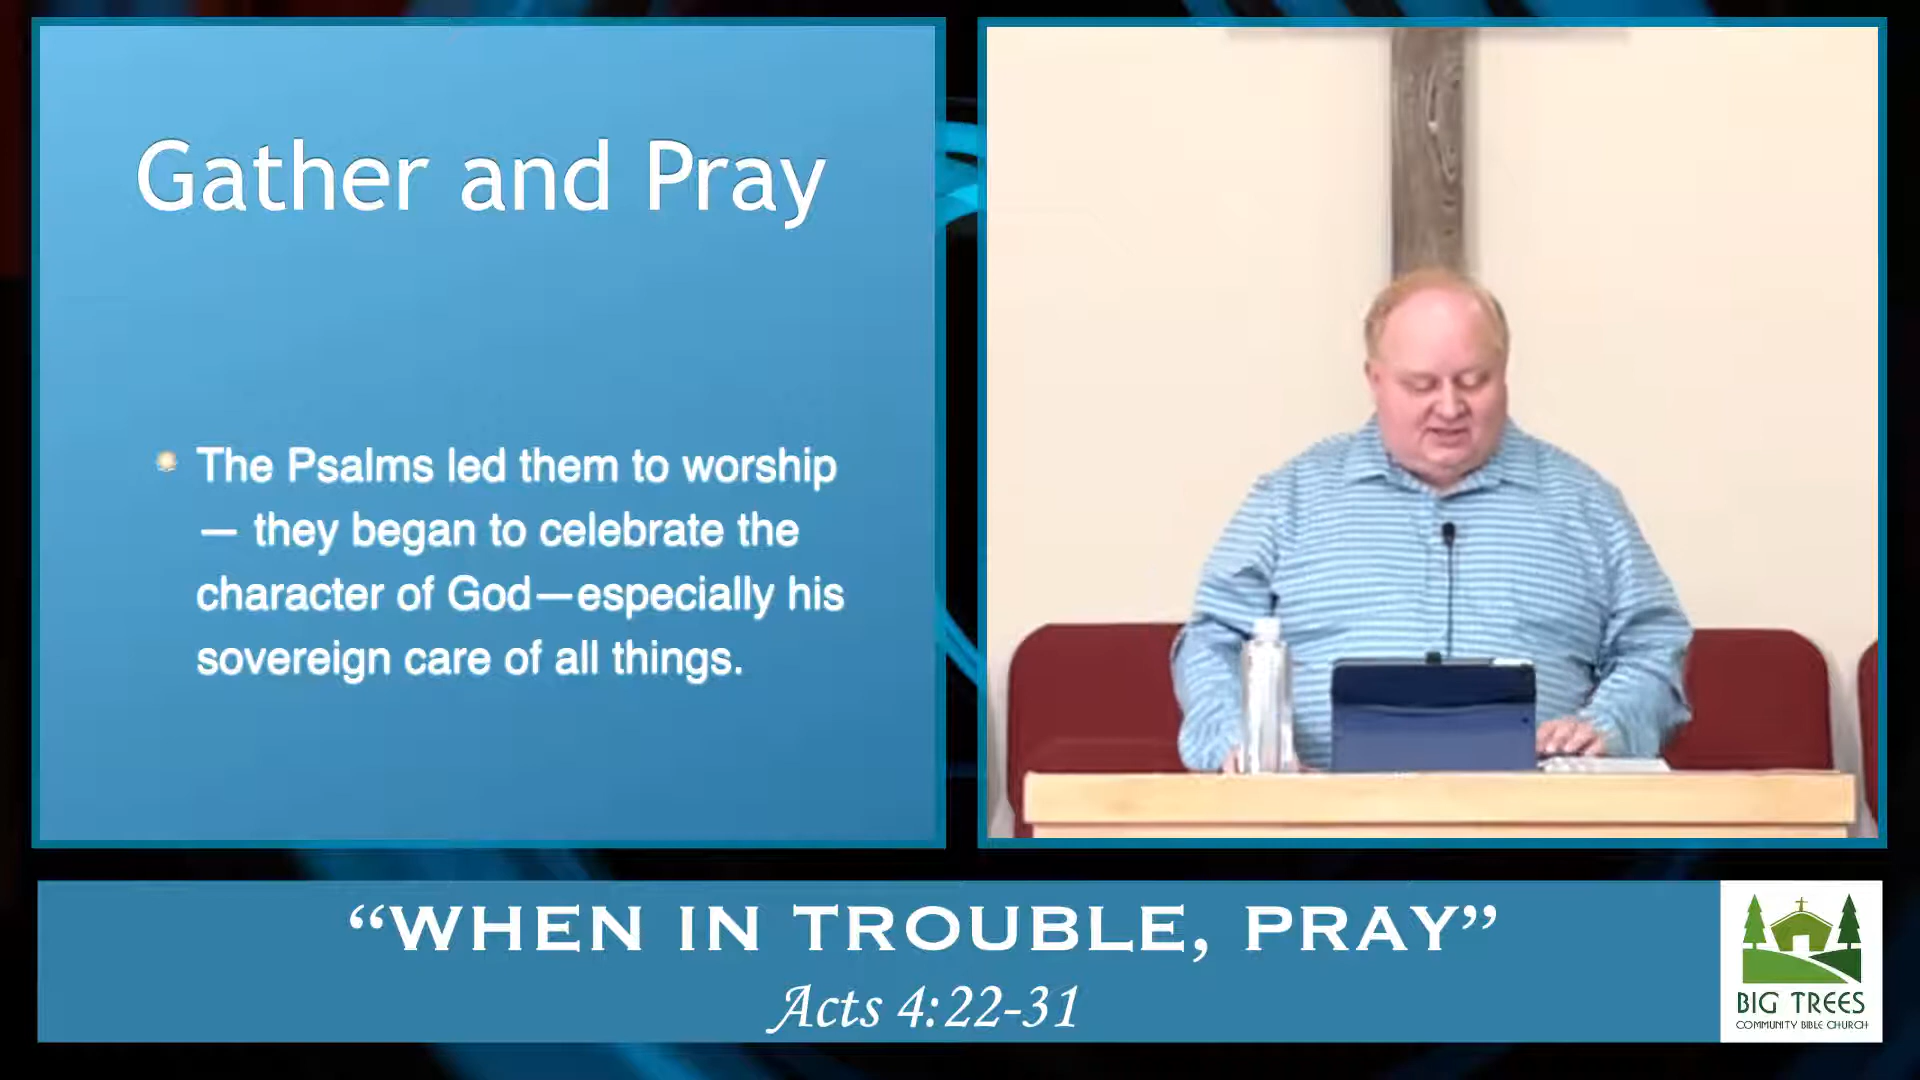 Gather and Pray
The Psalms led them to worship
— they began to celebrate the
character of God—especially his
sovereign care of all things.
“WHEN IN TROUBLE, PRAY”
Acts 4:22-31
BIG TREES
COMMUNITY BIBLE CHURCH